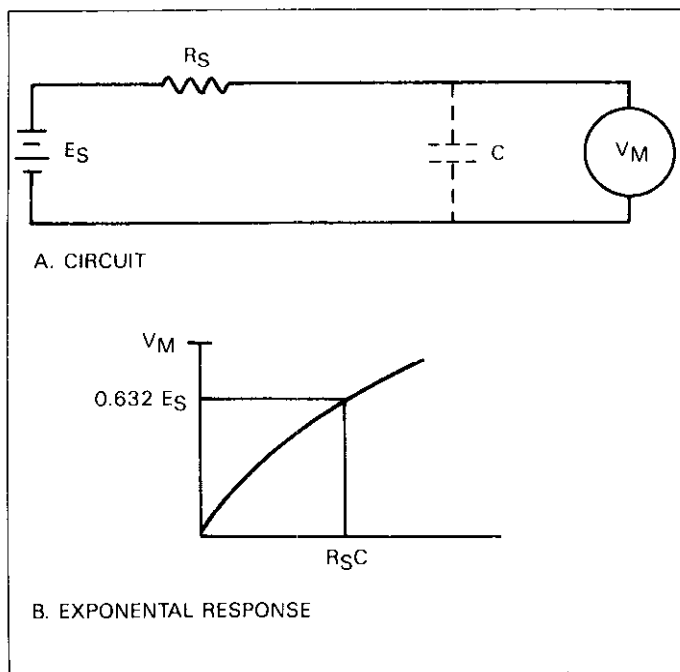 RS
ES
C
VM
A. CIRCUIT
VM
0.632 ES
RSC
B. EXPONENTAL RESPONSE